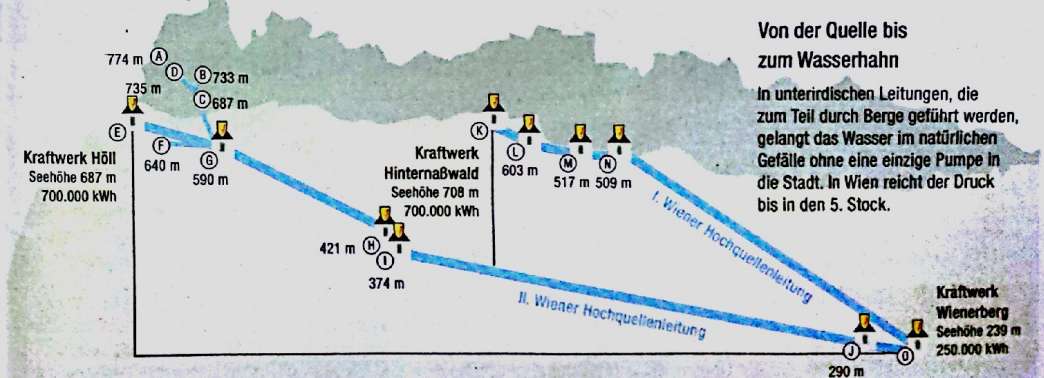 Von der Quelle bis
zum Wasserhahn
In unterirdischen Leitungen, die
zum Teil durch Berge geführt werden,
gelangt das Wasser im natürlichen
Gefälle ohne eine einzige Pumpe in
die Stadt. In Wien reicht der Druck
bis in den 5. Stock.
774 m A
D B 733 m
735 m C 687 m
E
F
640 m
G
590 m
Kraftwerk Höll
Seehöhe 687 m
700.000 kWh
K
L
603 m
M
517 m
N
509 m
Kraftwerk
Hinternaßwald
Seehöhe 708 m
700.000 kWh
421 m H
I
374 m
I. Wiener Hochquellenleitung
II. Wiener Hochquellenleitung
Kraftwerk
Wienerberg
Seehöhe 239 m
250.000 kWh
J
290 m
O